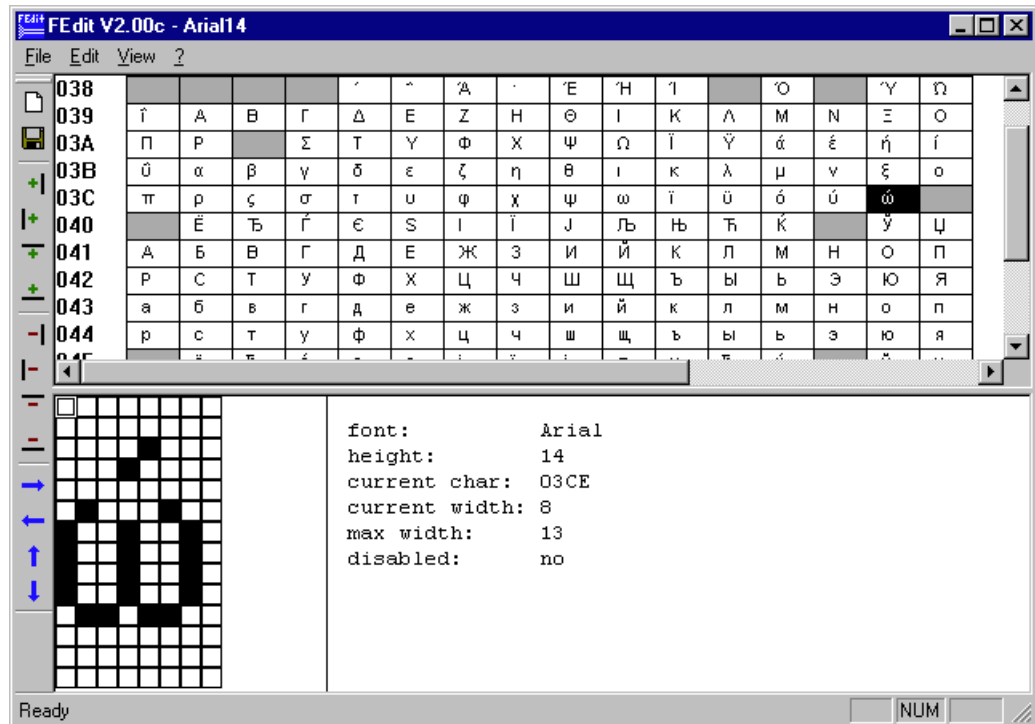 FEdit FEdit V2.00c - Arial14
File Edit View ?
038 ΄ ΅ Ά · Έ Ή Ί Ό Ύ Ώ
039 ΐ Α Β Γ Δ Ε Ζ Η Θ Ι Κ Λ Μ Ν Ξ Ο
03A Π Ρ Σ Τ Υ Φ Χ Ψ Ω Ϊ Ϋ ά έ ή ί
03B ΰ α β γ δ ε ζ η θ ι κ λ μ ν ξ ο
03C π ρ ς σ τ υ φ χ ψ ω ϊ ϋ ό ύ ώ
040 Ё Ђ Ѓ Є Ѕ І Ї Ј Љ Њ Ћ Ќ Ў Џ
041 А Б В Г Д Е Ж З И Й К Л М Н О П
042 Р С Т У Ф Х Ц Ч Ш Щ Ъ Ы Ь Э Ю Я
043 а б в г д е ж з и й к л м н о п
044 р с т у ф х ц ч ш щ ъ ы ь э ю я
font: Arial
height: 14
current char: 03CE
current width: 8
max width: 13
disabled: no
Ready NUM